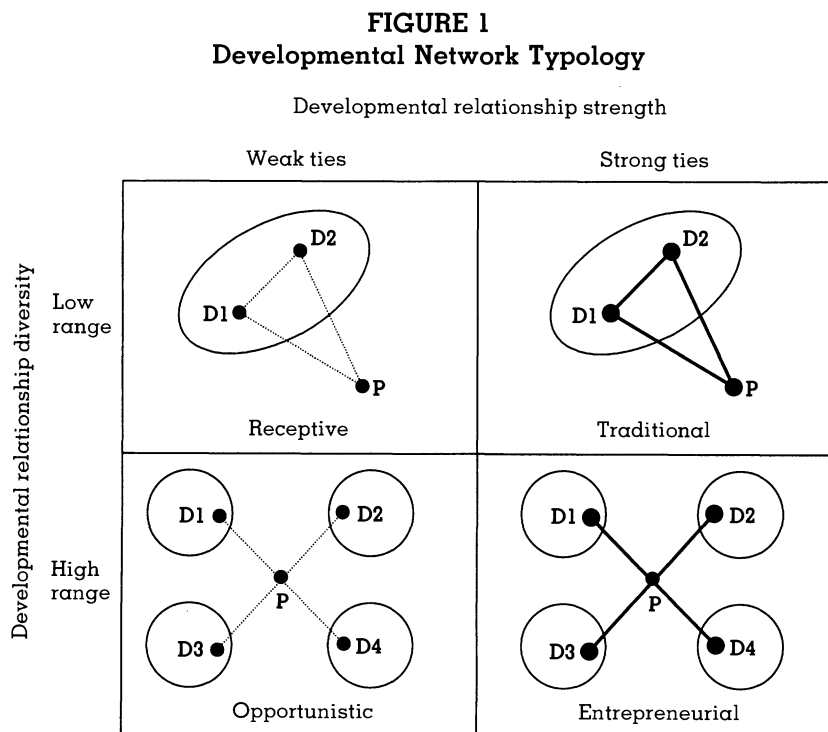 FIGURE 1
Developmental Network Typology
Developmental relationship strength
Weak ties
Strong ties
Developmental relationship diversity
Low
range
D2
D1
P
Receptive
D2
D1
P
Traditional
High
range
D1
D2
P
D3
D4
Opportunistic
D1
D2
P
D3
D4
Entrepreneurial